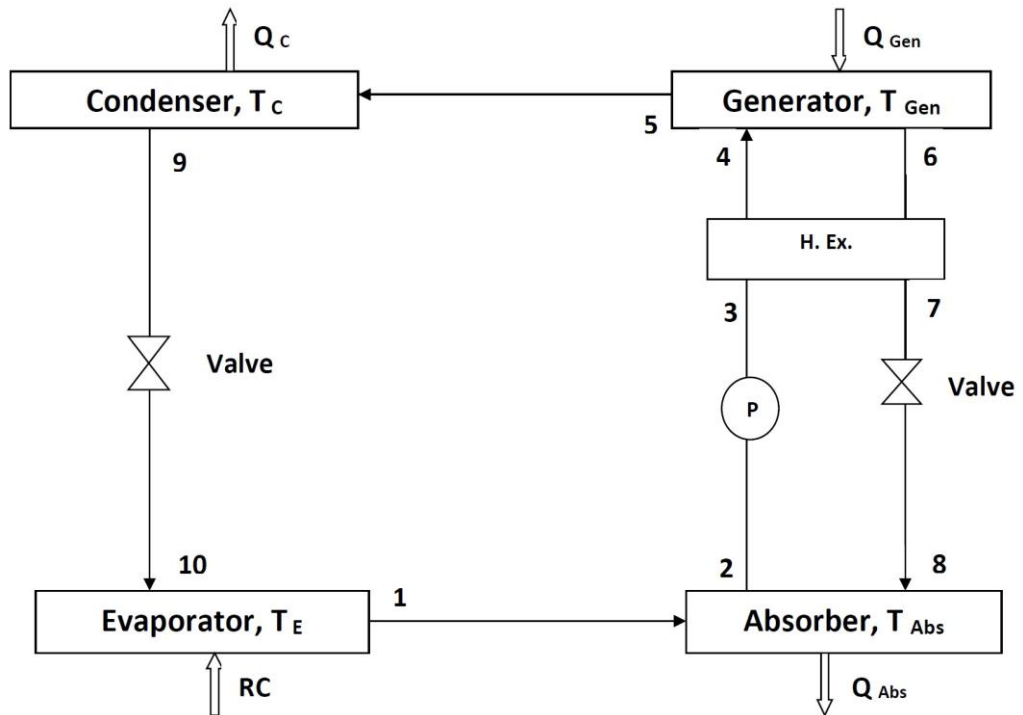 Q C
Q Gen
Condenser, T C
Generator, T Gen
5
9
4
6
H. Ex.
3
7
Valve
Valve
P
10
2
8
1
Evaporator, T E
Absorber, T Abs
RC
Q Abs